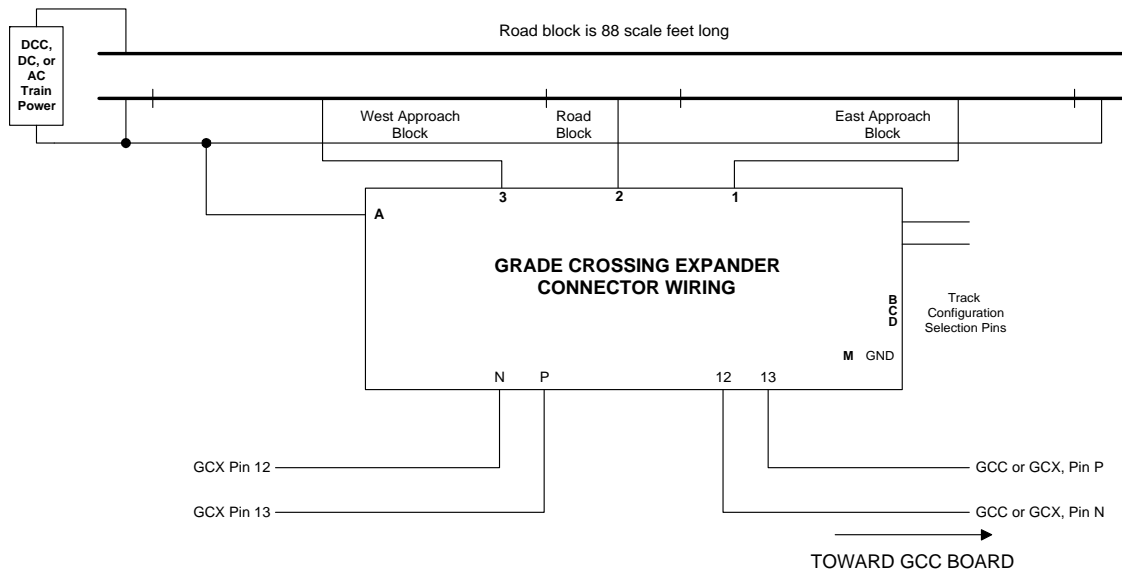 Road block is 88 scale feet long
DCC,
DC, or
AC
Train
Power
West Approach
Block
Road
Block
East Approach
Block
3
2
1
A
GRADE CROSSING EXPANDER
CONNECTOR WIRING
B
C
D
Track
Configuration
Selection Pins
M GND
N
P
12
13
GCX Pin 12
GCC or GCX, Pin P
GCX Pin 13
GCC or GCX, Pin N
TOWARD GCC BOARD